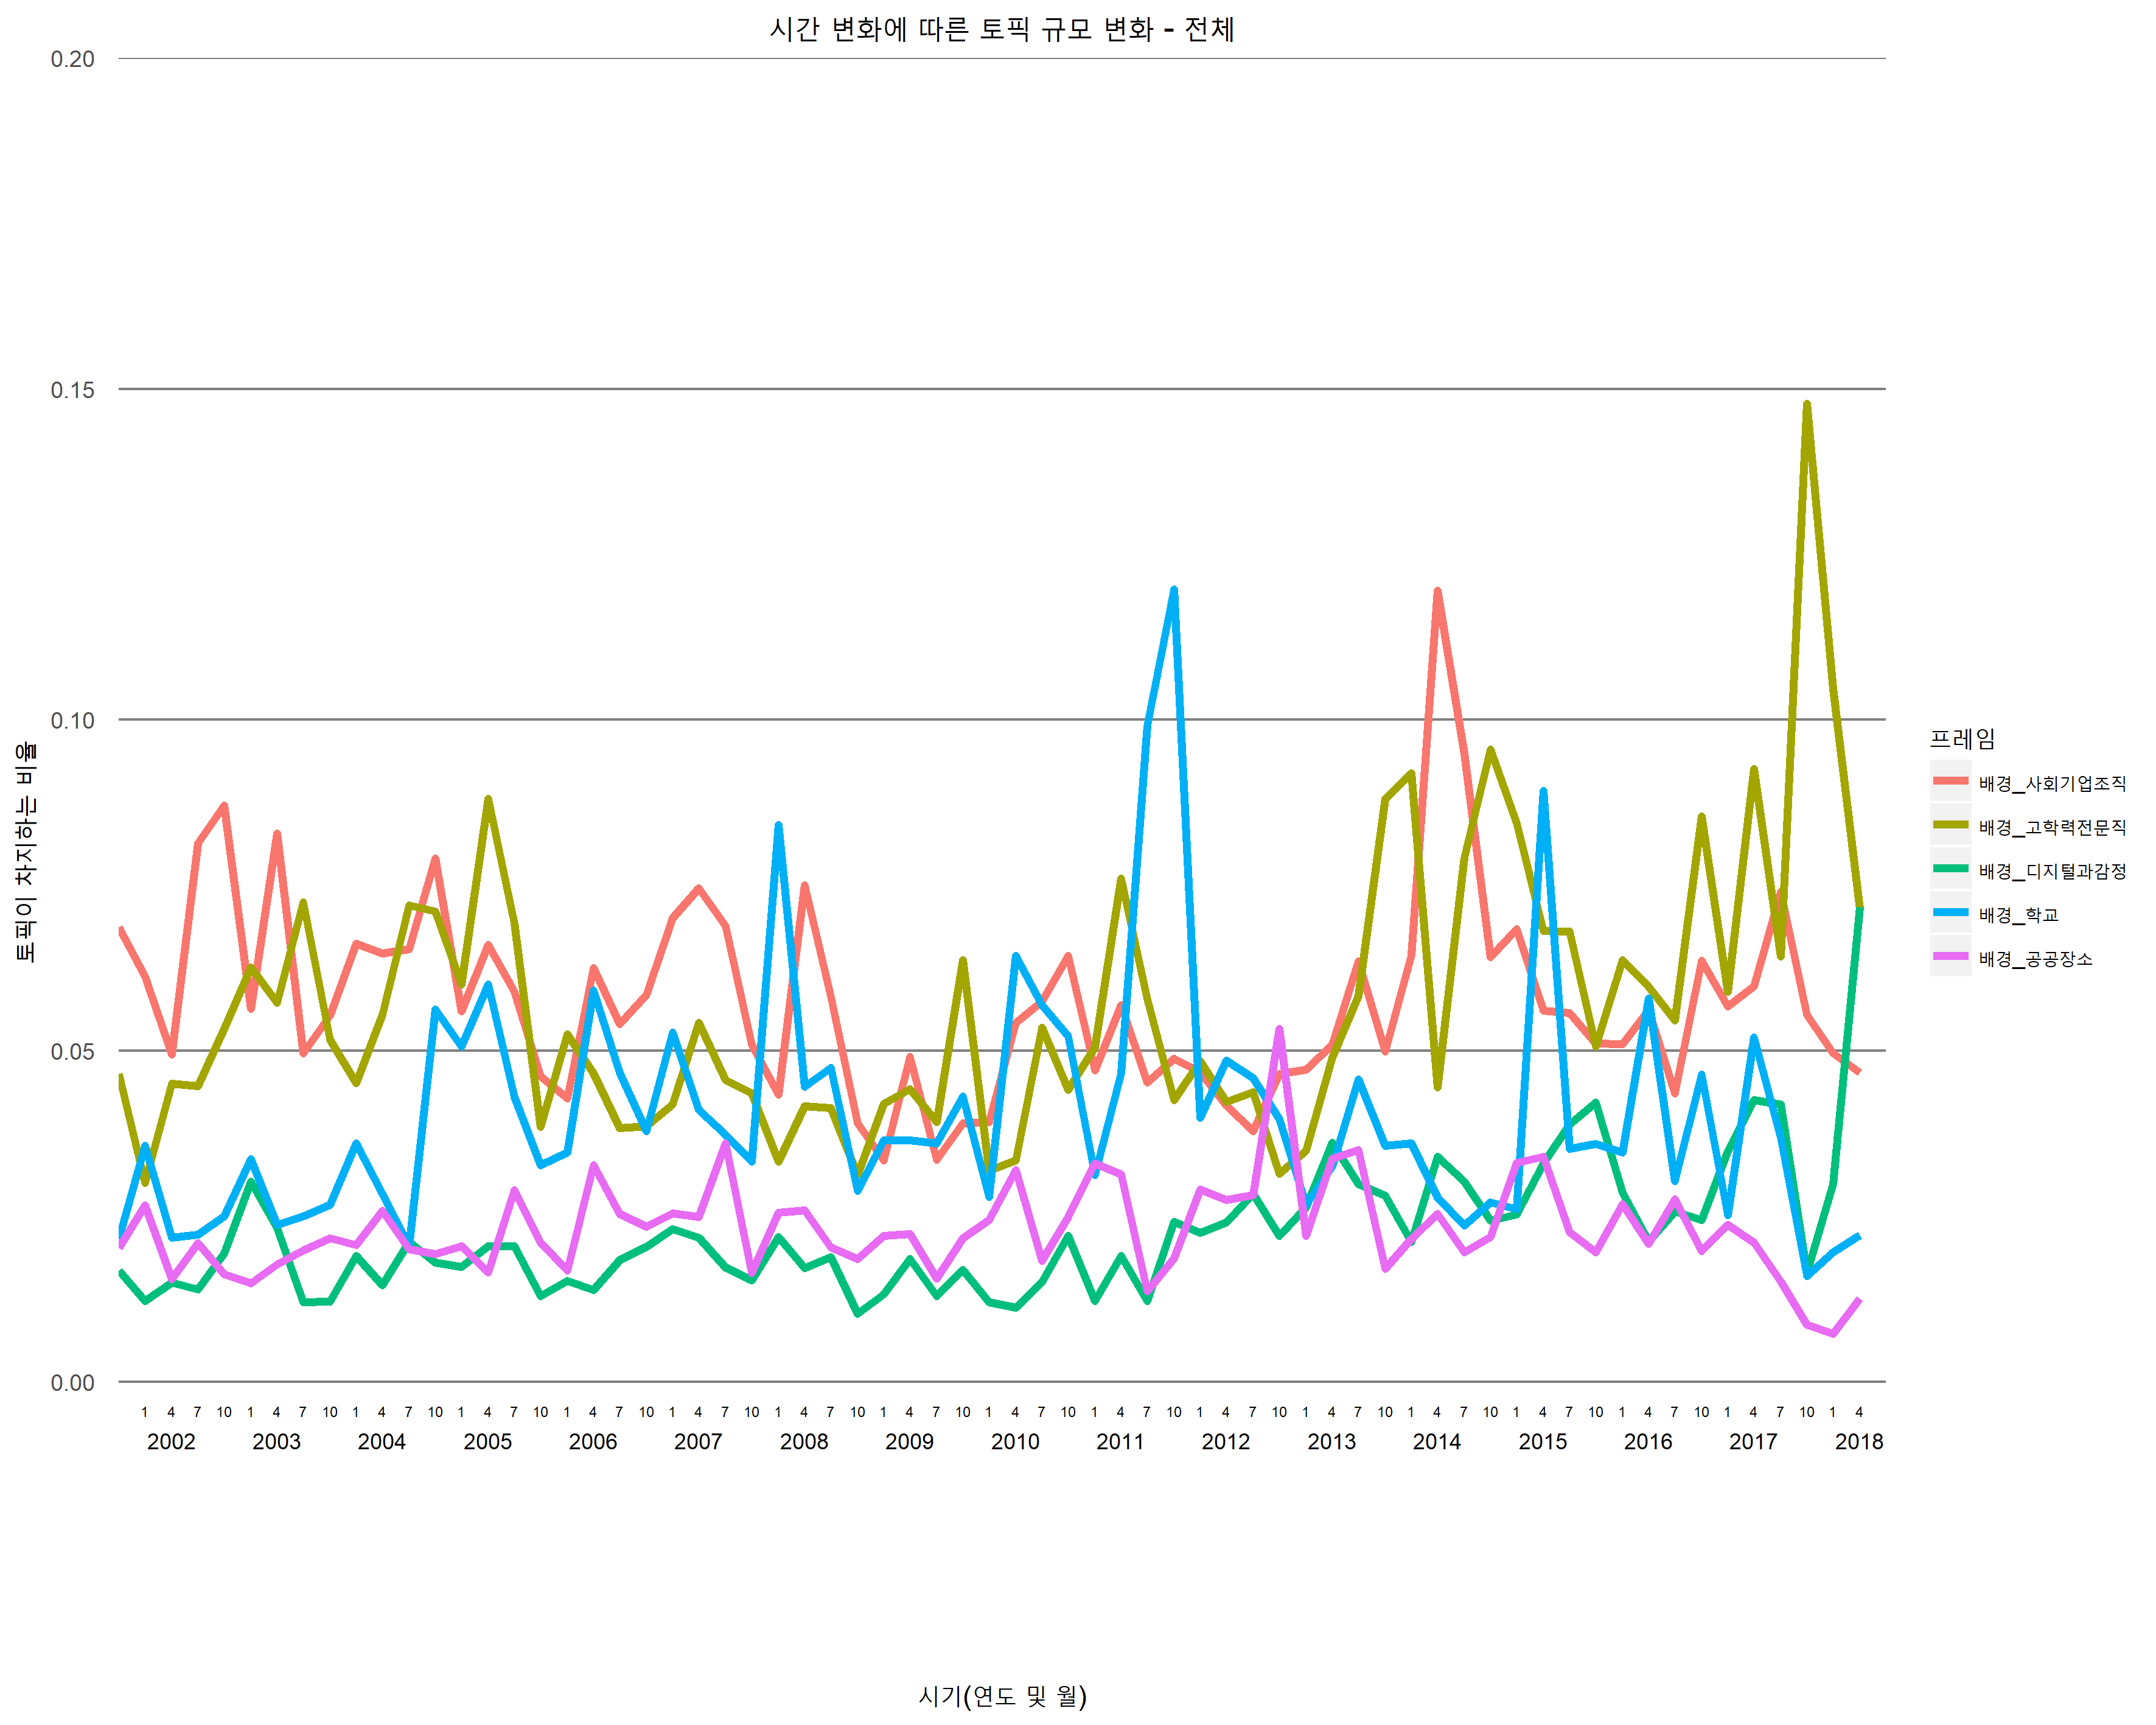 시간 변화에 따른 토픽 규모 변화 - 전체
0.20
0.15
0.10
0.05
0.00
토픽이 차지하는 비율
프레임
배경_사회기업조직
배경_고학력전문직
배경_디지털과감정
배경_학교
배경_공공장소
1 4 7 10 1 4 7 10 1 4 7 10 1 4 7 10 1 4 7 10 1 4 7 10 1 4 7 10 1 4 7 10 1 4 7 10 1 4 7 10 1 4 7 10 1 4 7 10 1 4 7 10 1 4 7 10 1 4 7 10 1 4 7 10 1 4
2002 2003 2004 2005 2006 2007 2008 2009 2010 2011 2012 2013 2014 2015 2016 2017 2018
시기(연도 및 월)